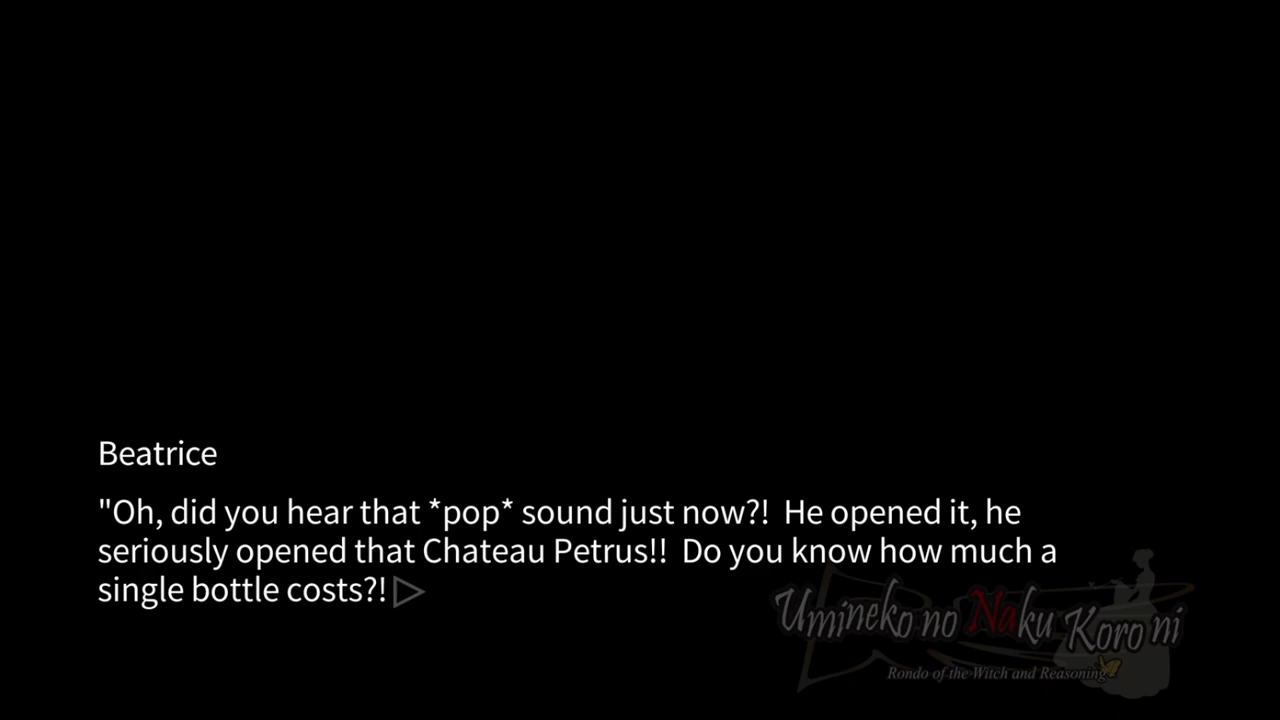 Beatrice
"Oh, did you hear that *pop* sound just now?!  He opened it, he
seriously opened that Chateau Petrus!!  Do you know how much a
single bottle costs?!
Umineko no Naku Koro ni
Rondo of the Witch and Reasoning